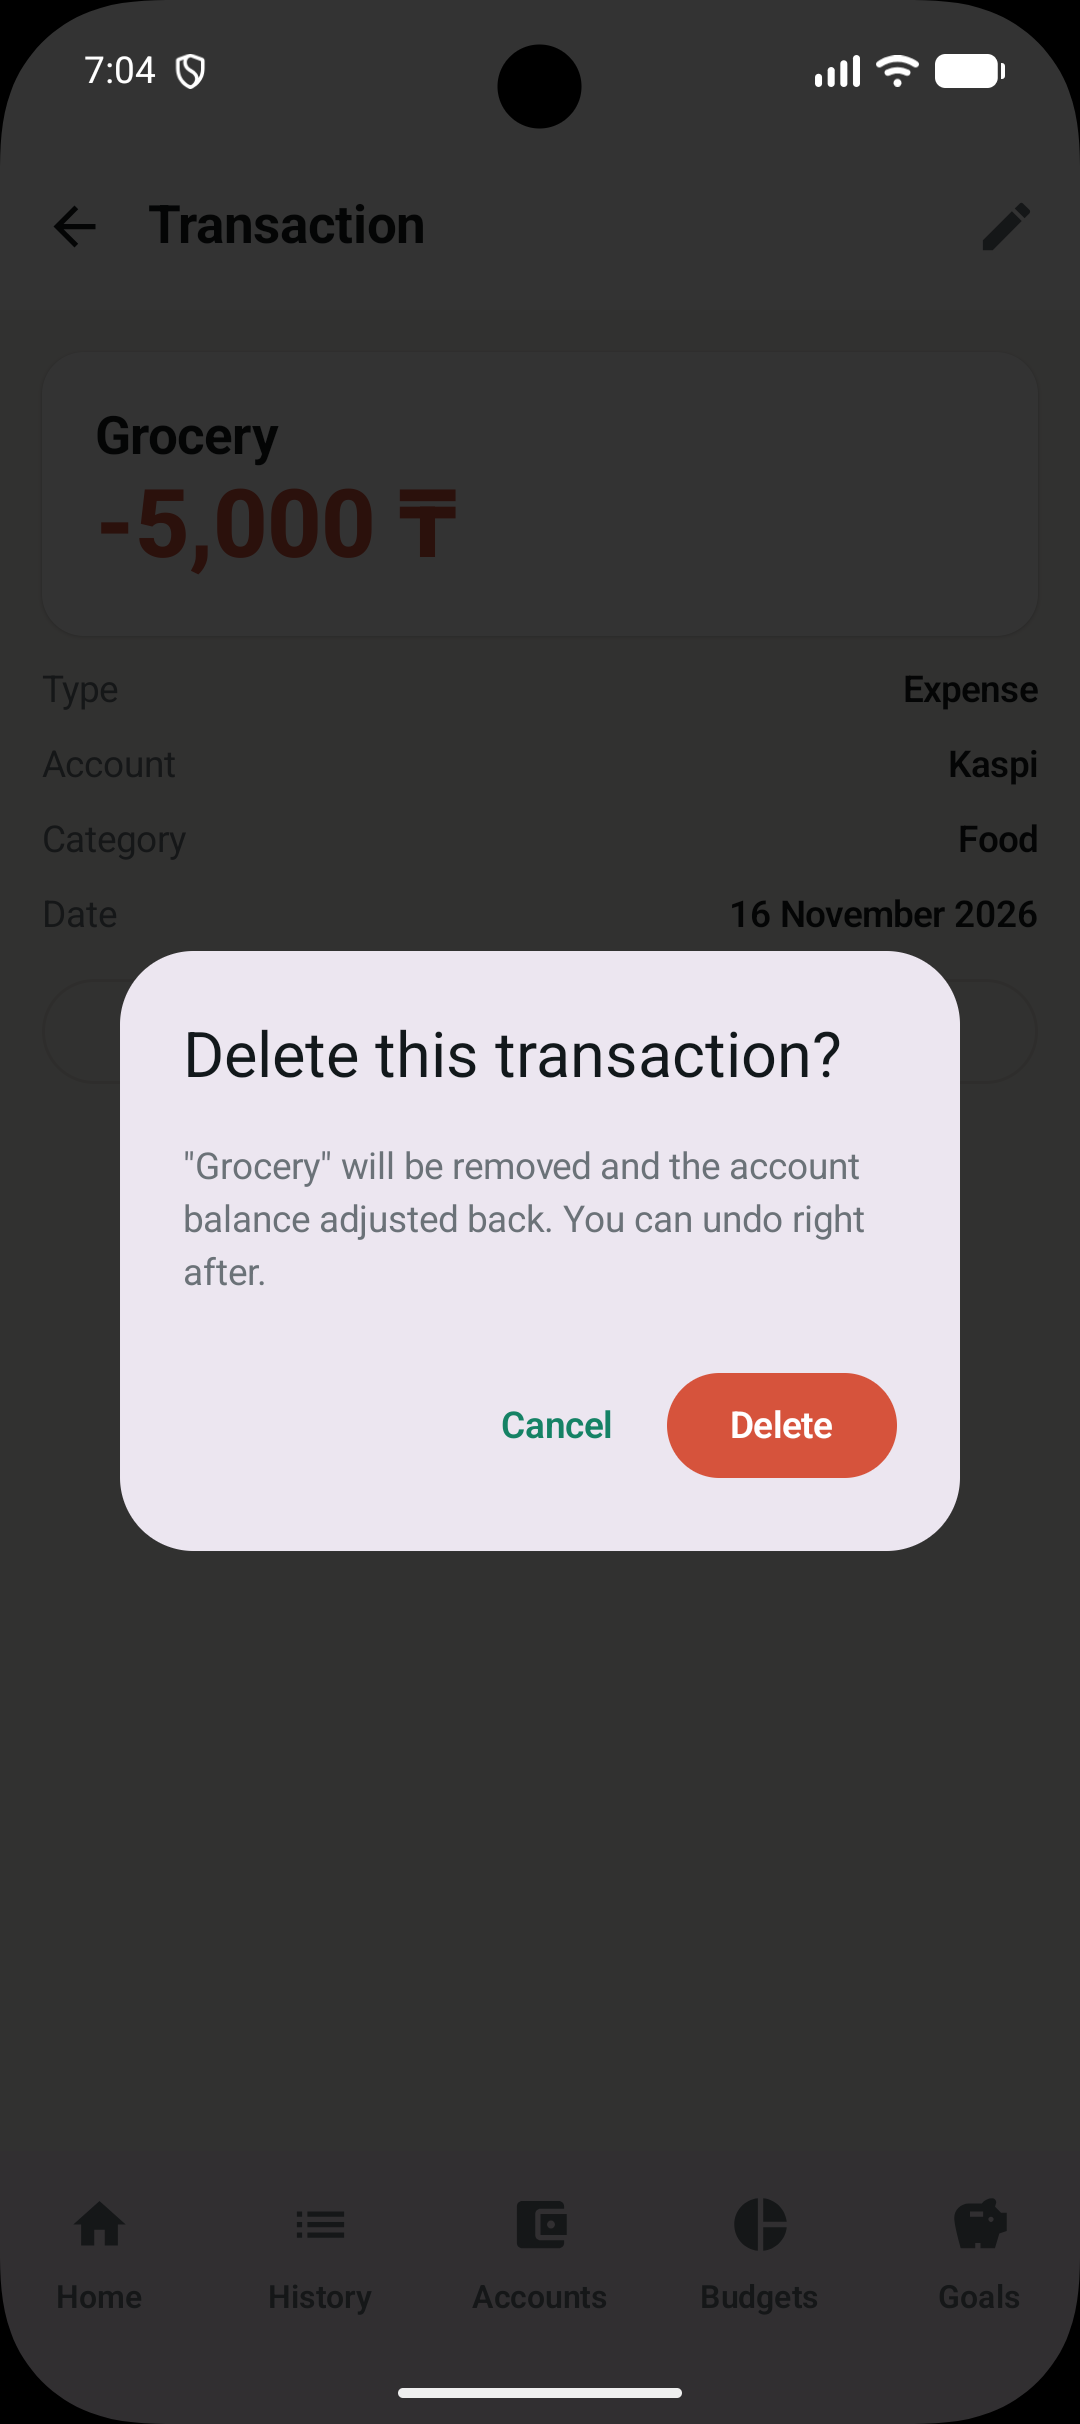 7:04
Transaction
Grocery
-5,000 ₸
Type Expense
Account Kaspi
Category Food
Date 16 November 2026
Delete this transaction?
"Grocery" will be removed and the account
balance adjusted back. You can undo right
after.
Cancel Delete
Home History Accounts Budgets Goals